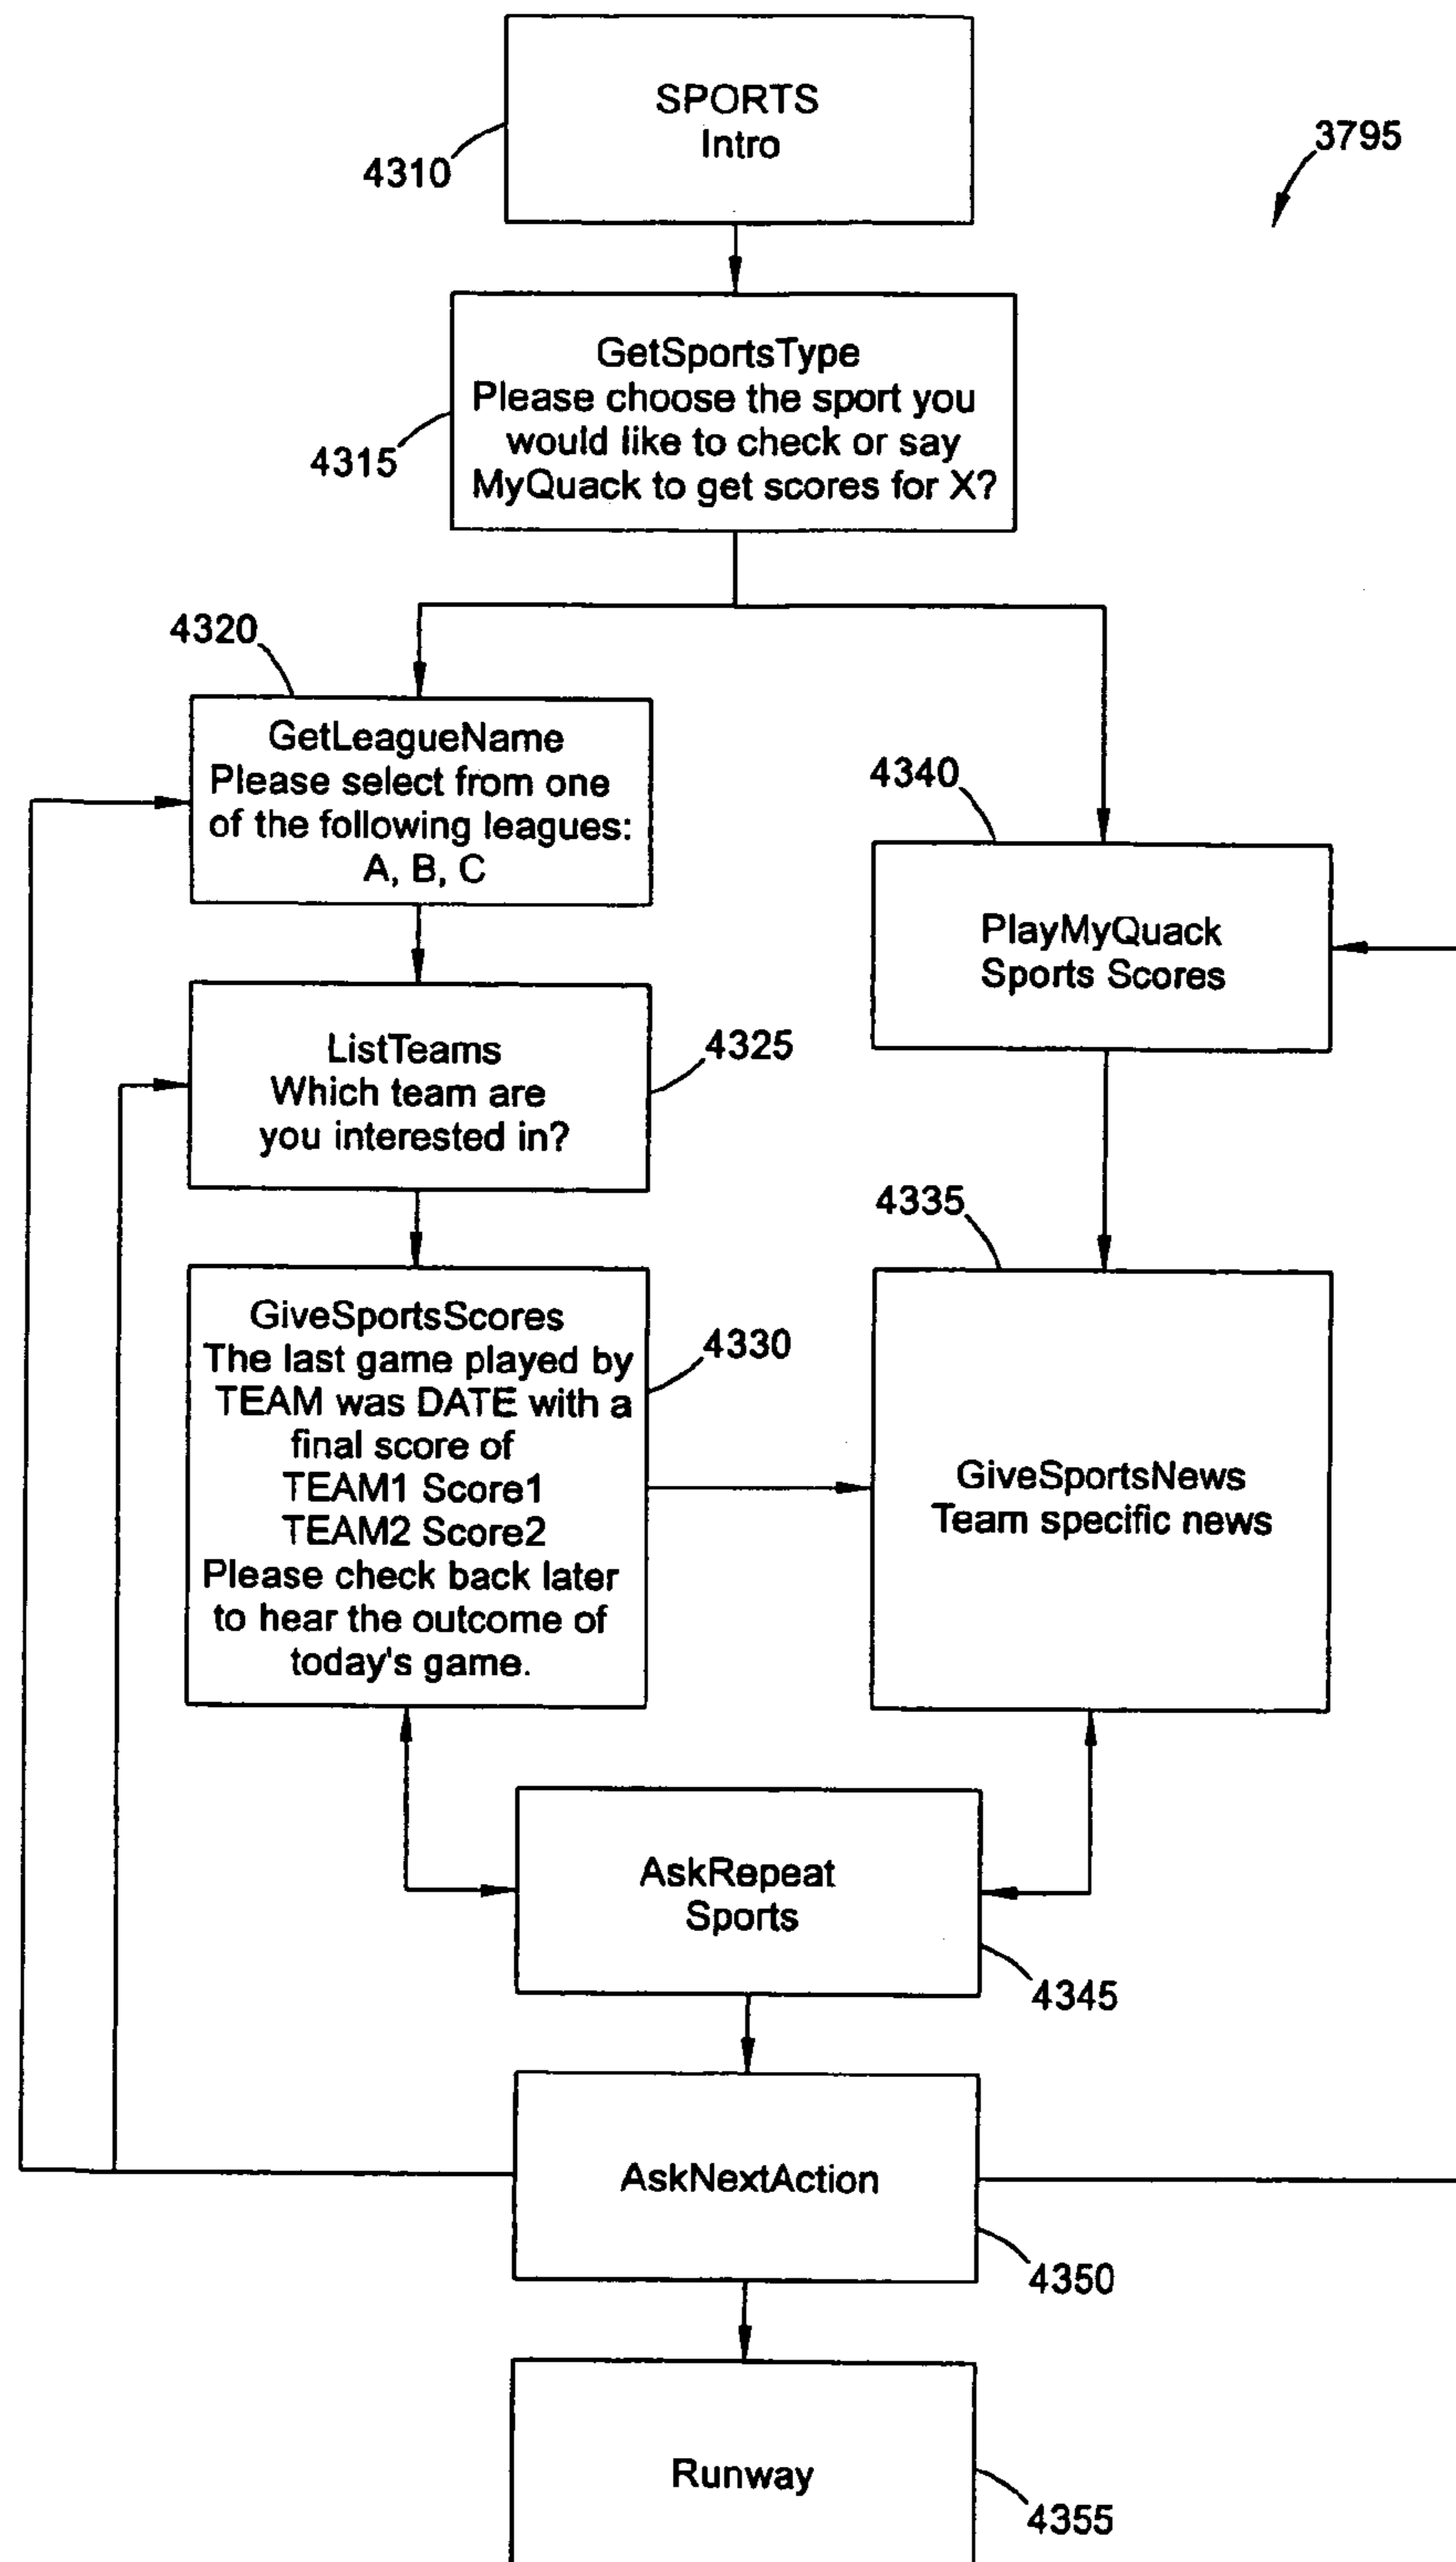 SPORTS
Intro
4310
3795
GetSportsType
Please choose the sport you
would like to check or say
MyQuack to get scores for X?
4315
4320
GetLeagueName
Please select from one
of the following leagues:
A, B, C
4340
PlayMyQuack
Sports Scores
ListTeams
Which team are
you interested in?
4325
4335
GiveSportsScores
The last game played by
TEAM was DATE with a
final score of
TEAM1 Score1
TEAM2 Score2
Please check back later
to hear the outcome of
today's game.
4330
GiveSportsNews
Team specific news
AskRepeat
Sports
4345
AskNextAction
4350
Runway
4355